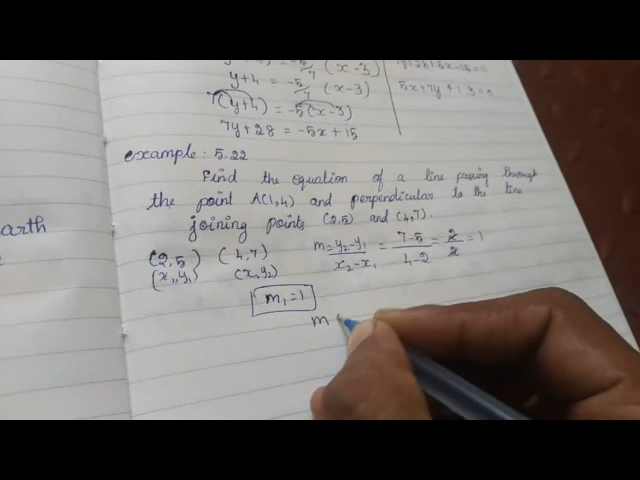 y+4 = -5/7 (x-3)
7(y+4) = -5(x-3)
7y+28 = -5x+15
5x+7y+13=0
example: 5.22
Find the equation of a line passing through
the point A(1,4) and perpendicular to the line
joining points (2,5) and (4,7).
(2,5) (4,7)
(x₁,y₁) (x₂y₂)
m = y₂-y₁/x₂-x₁ = 7-5/4-2 = 2/2 = 1
m₁=1
m
arth